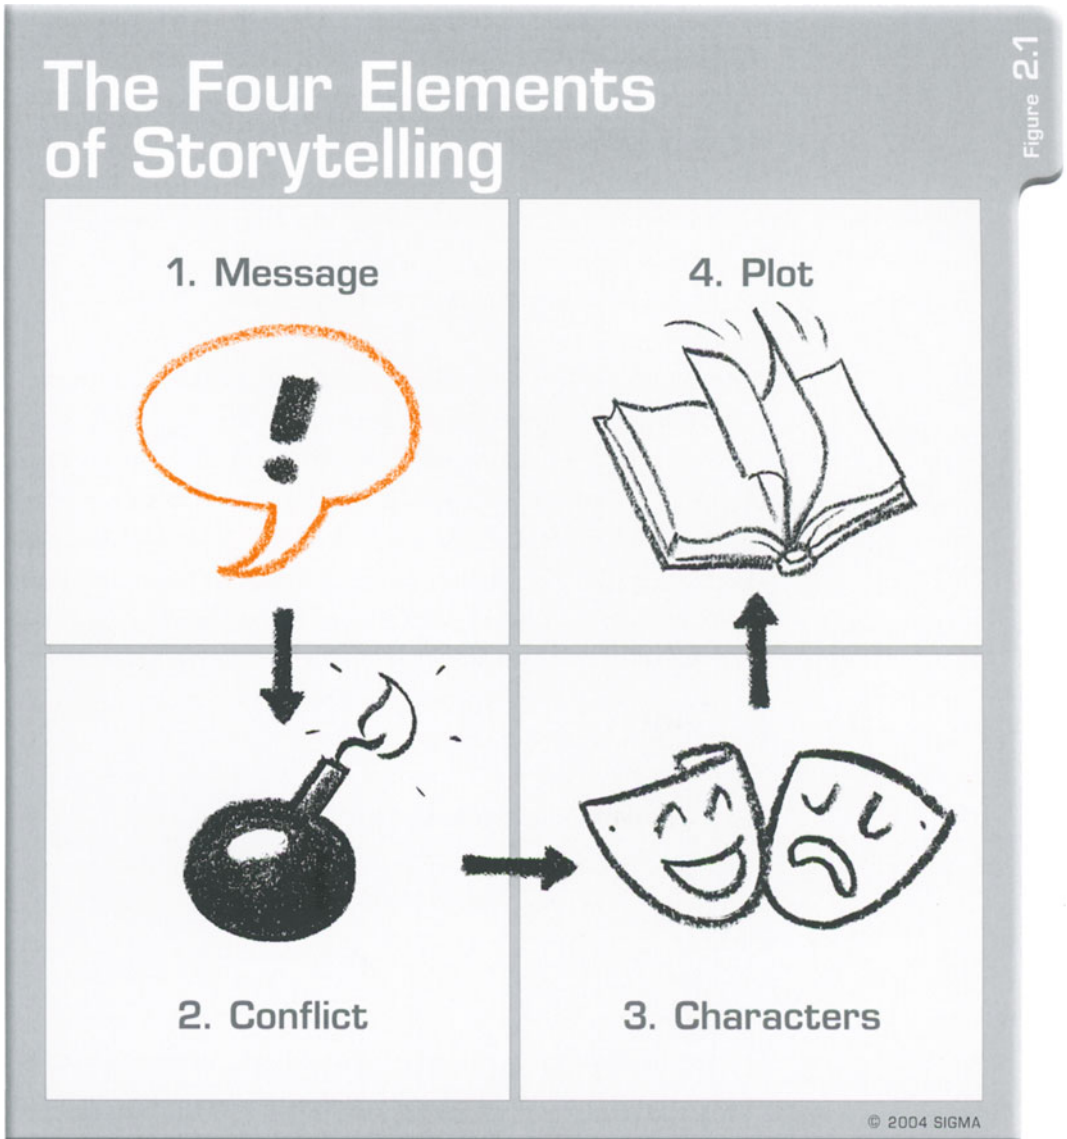 The Four Elements
of Storytelling
Figure 2.1
1. Message
4. Plot
2. Conflict
3. Characters
© 2004 SIGMA